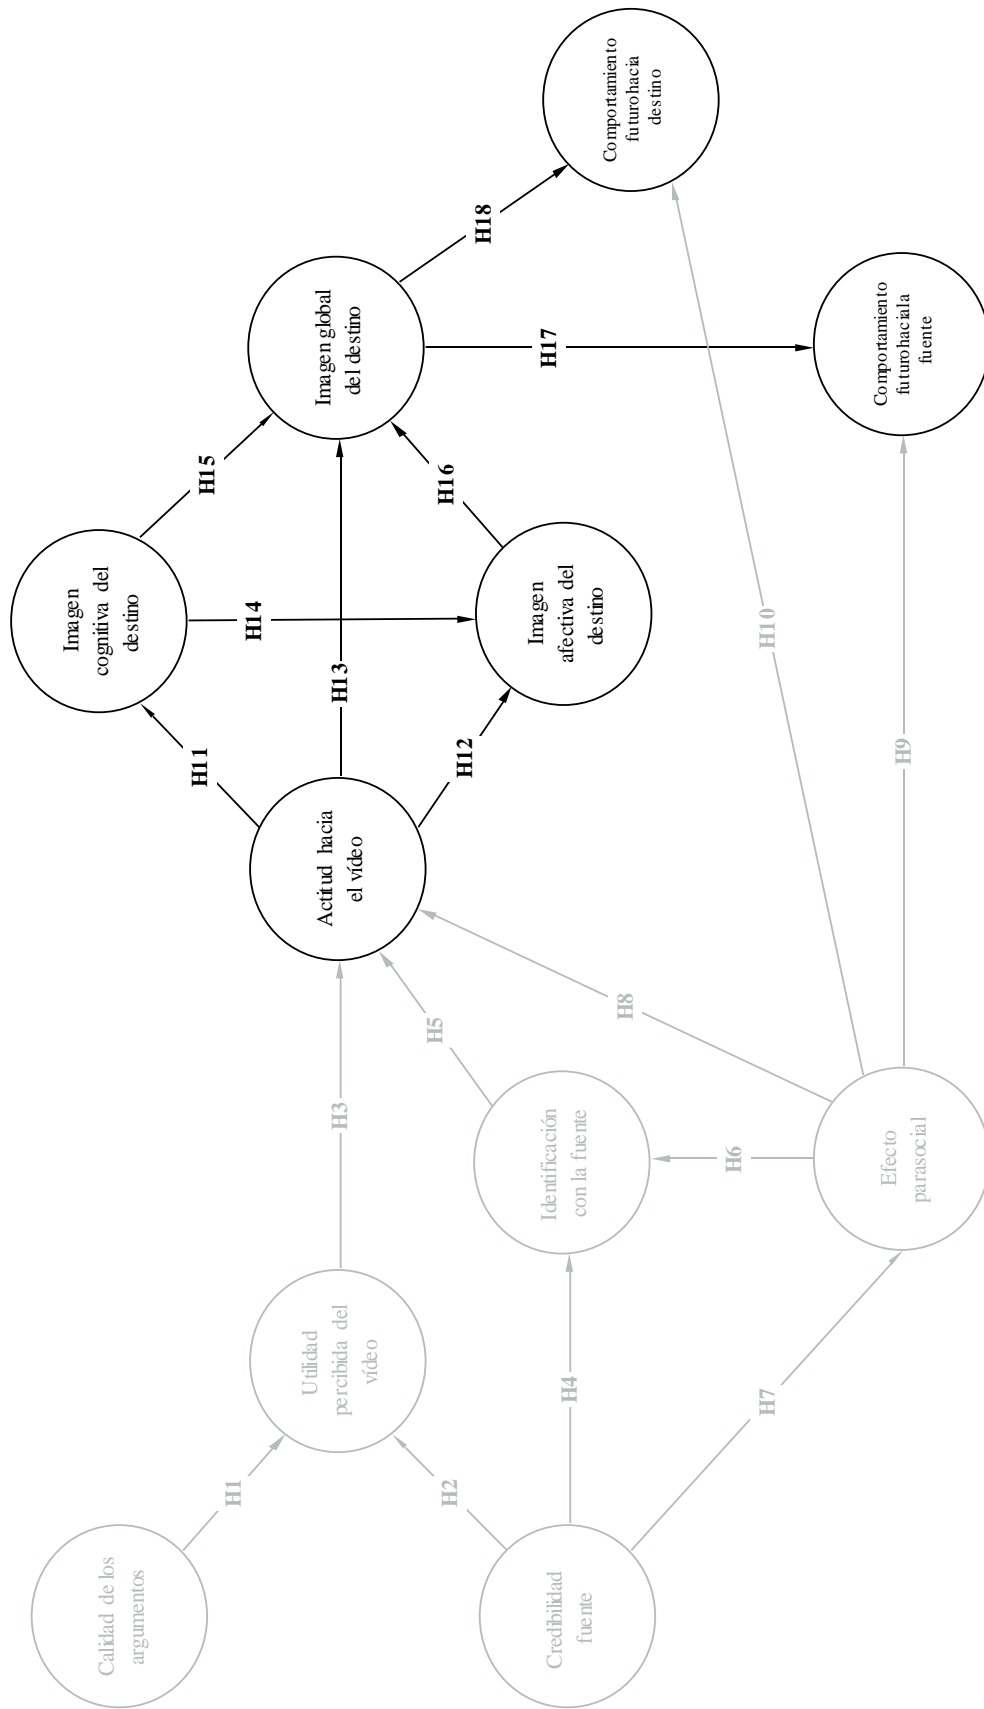 Calidad de los
argumentos
H1
Credibilidad
fuente
H2
Utilidad
percibida del
vídeo
H4
H7
H3
Identificación
con la fuente
H6
Efecto
parasocial
H5
H8
Actitud hacia
el vídeo
H11
H12
H13
H9
Imagen
cognitiva del
destino
H14
Imagen
afectiva del
destino
H10
H15
H16
Imagen global
del destino
H17
Comportamiento
futuro hacia la
fuente
H18
Comportamiento
futuro hacia
destino